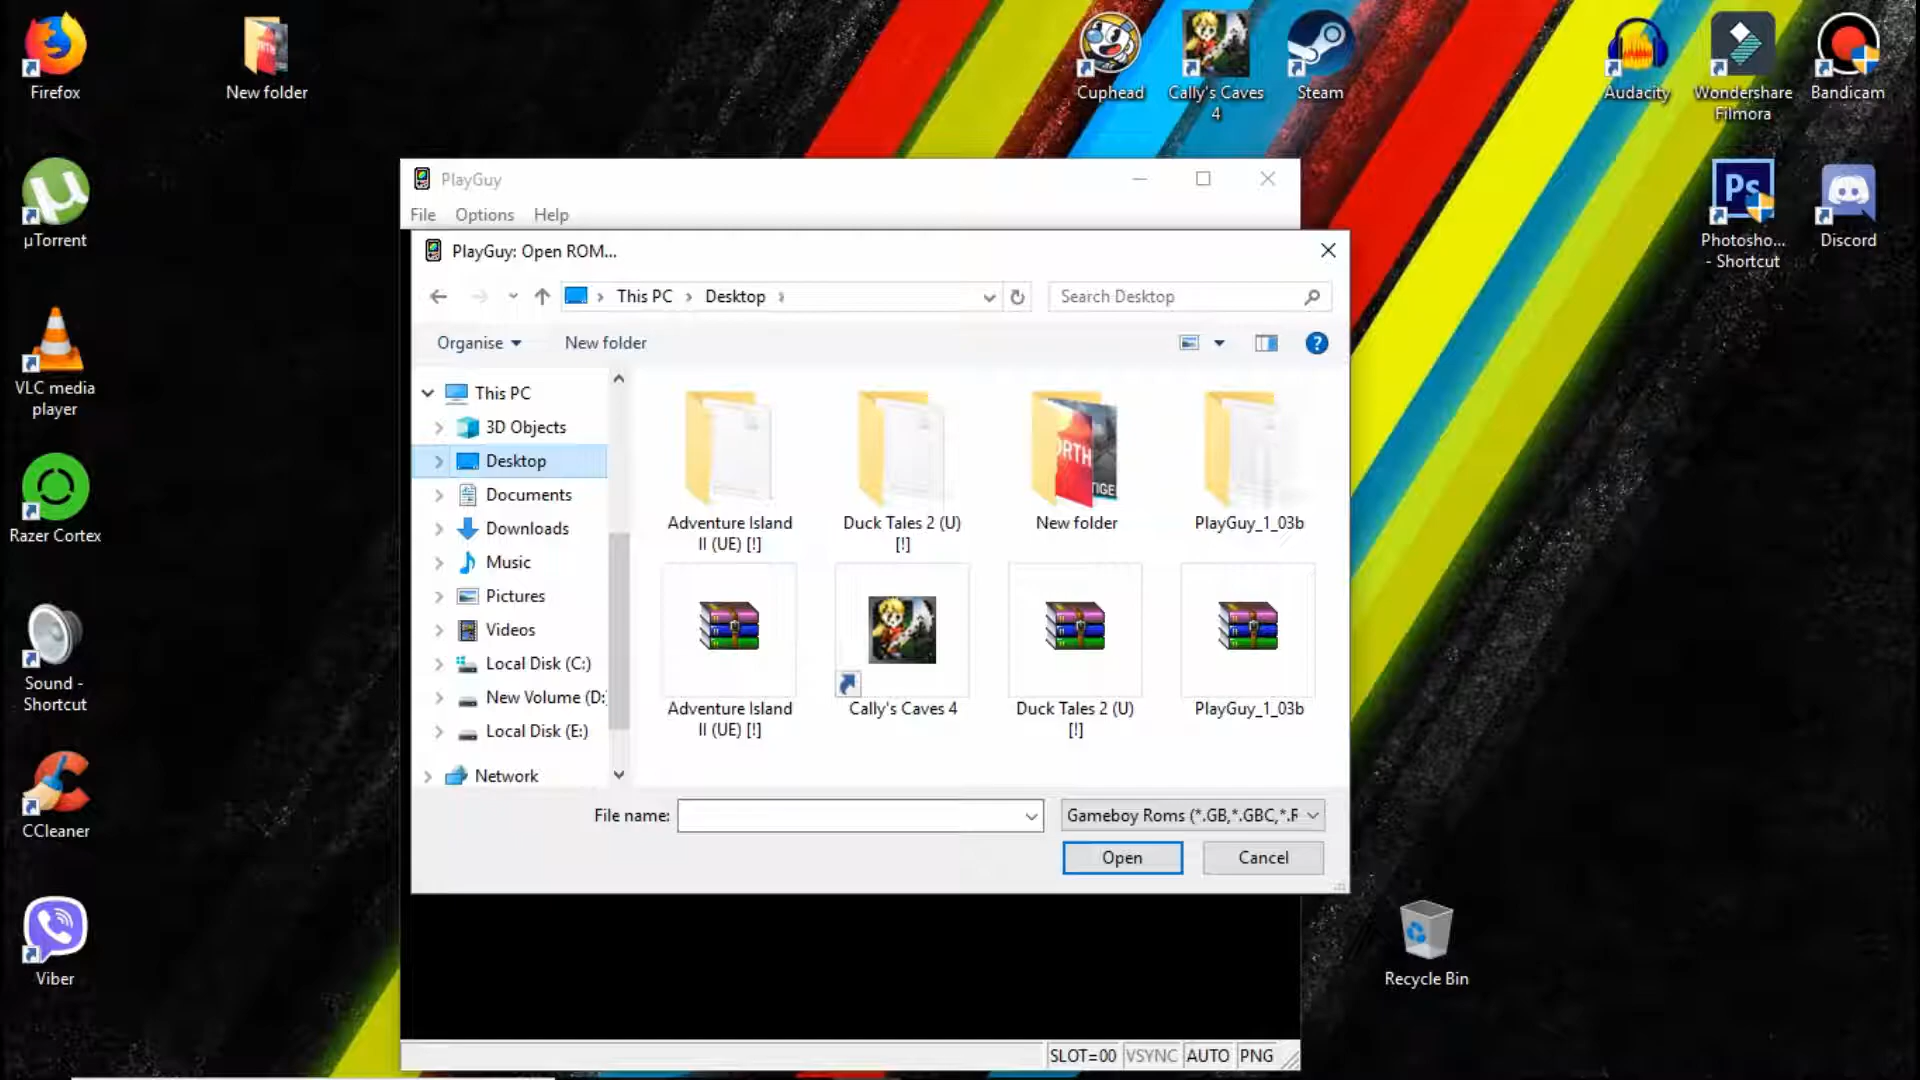 Firefox
New folder
Cuphead
Cally's Caves
4
Steam
Audacity
Wondershare
Filmora
Bandicam
µTorrent
Ps
Photosho...
- Shortcut
Discord
VLC media
player
Razer Cortex
Sound -
Shortcut
CCleaner
Viber
Recycle Bin
PlayGuy
File Options Help
PlayGuy: Open ROM...
This PC Desktop
Search Desktop
Organise New folder
?
This PC
3D Objects
Desktop
Documents
Downloads
Music
Pictures
Videos
Local Disk (C:)
New Volume (D:
Local Disk (E:)
Network
Adventure Island
II (UE) [!]
Duck Tales 2 (U)
[!]
ORTH
TIGE
New folder
PlayGuy_1_03b
Adventure Island
II (UE) [!]
Cally's Caves 4
Duck Tales 2 (U)
[!]
PlayGuy_1_03b
File name:
Gameboy Roms (*.GB,*.GBC,*.R
Open Cancel
SLOT=00 VSYNC AUTO PNG